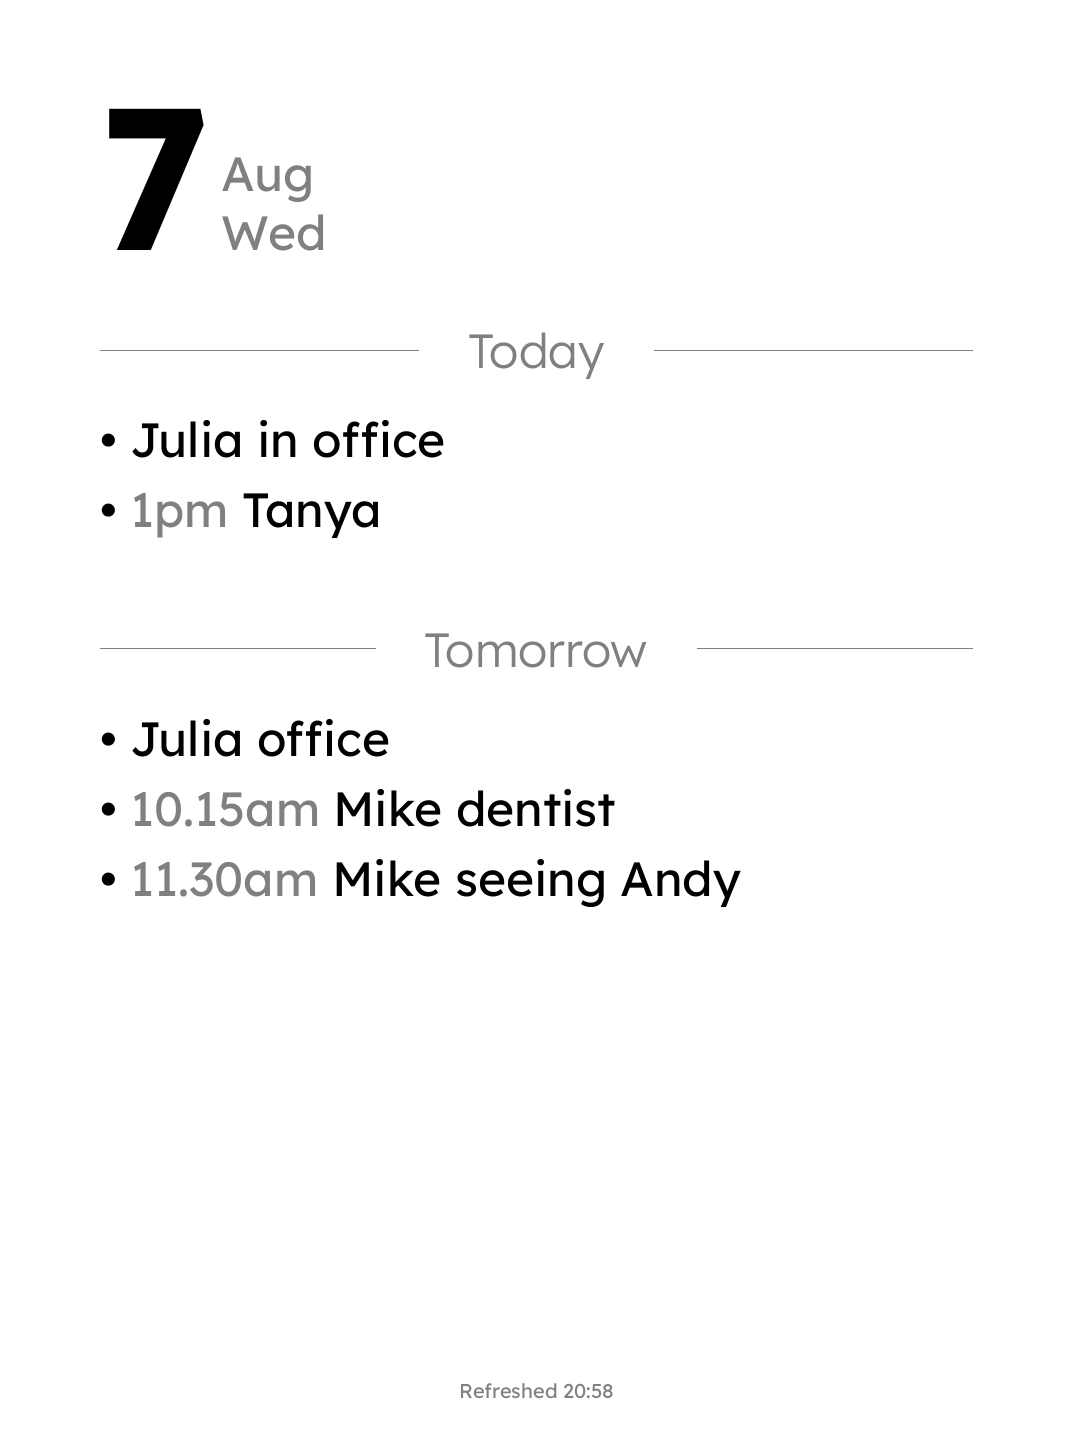 7
Aug
Wed
Today
• Julia in office
• 1pm Tanya
Tomorrow
• Julia office
• 10.15am Mike dentist
• 11.30am Mike seeing Andy
Refreshed 20:58